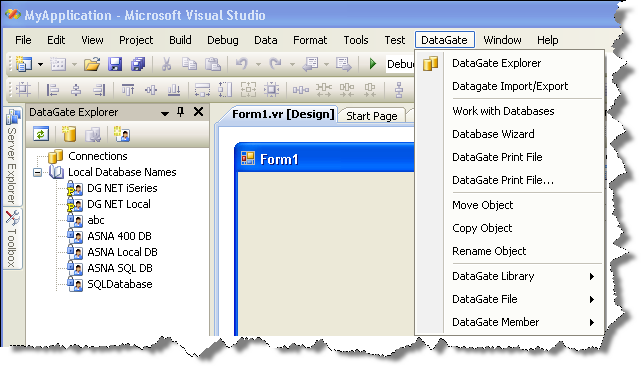 MyApplication - Microsoft Visual Studio
File Edit View Project Build Debug Data Format Tools Test DataGate Window Help
Debu
DataGate Explorer
Form1.vr [Design] Start Page
Server Explorer
Toolbox
Connections
Local Database Names
DG NET iSeries
DG NET Local
abc
ASNA 400 DB
ASNA Local DB
ASNA SQL DB
SQLDatabase
Form1
DataGate Explorer
Datagate Import/Export
Work with Databases
Database Wizard
DataGate Print File
DataGate Print File...
Move Object
Copy Object
Rename Object
DataGate Library
DataGate File
DataGate Member